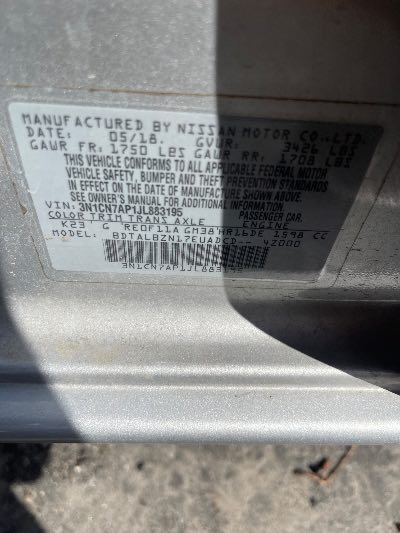 MANUFACTURED BY NISSAN MOTOR CO.,LTD.
DATE: 05/18. GVWR: 3426 LBS
GAWR FR: 1750 LBS GAWR RR: 1708 LBS
THIS VEHICLE CONFORMS TO ALL APPLICABLE FEDERAL MOTOR
VEHICLE SAFETY, BUMPER AND THEFT PREVENTION STANDARDS
IN EFFECT ON THE DATE OF MANUFACTURE SHOWN ABOVE.
SEE OWNER'S MANUAL FOR ADDITIONAL INFORMATION
VIN: 3N1CN7AP1JL883195 PASSENGER CAR
COLOR TRIM TRANS AXLE ENGINE
K23 G RE0F11A GM38 HR16DE 1598 CC
MODEL: BDTALBZN17EUADCD-- 42000
3N1CN7AP1JL883195